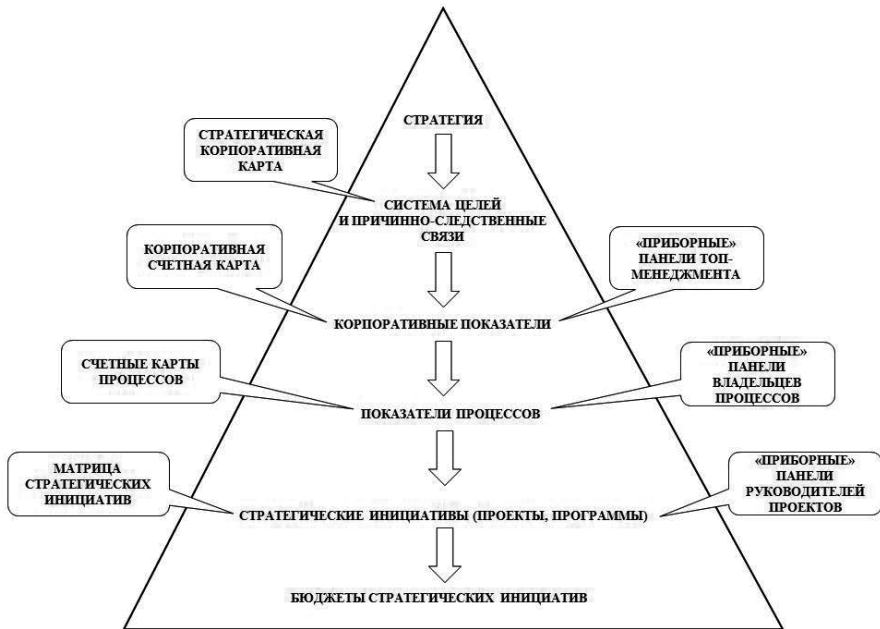 СТРАТЕГИЯ
СТРАТЕГИЧЕСКАЯ
КОРПОРАТИВНАЯ
КАРТА
СИСТЕМА ЦЕЛЕЙ
И ПРИЧИННО-СЛЕДСТВЕННЫЕ
СВЯЗИ
КОРПОРАТИВНАЯ
СЧЕТНАЯ КАРТА
«ПРИБОРНЫЕ»
ПАНЕЛИ ТОП-
МЕНЕДЖМЕНТА
КОРПОРАТИВНЫЕ ПОКАЗАТЕЛИ
СЧЕТНЫЕ КАРТЫ
ПРОЦЕССОВ
«ПРИБОРНЫЕ»
ПАНЕЛИ
ВЛАДЕЛЬЦЕВ
ПРОЦЕССОВ
ПОКАЗАТЕЛИ ПРОЦЕССОВ
МАТРИЦА
СТРАТЕГИЧЕСКИХ
ИНИЦИАТИВ
«ПРИБОРНЫЕ»
ПАНЕЛИ
РУКОВОДИТЕЛЕЙ
ПРОЕКТОВ
СТРАТЕГИЧЕСКИЕ ИНИЦИАТИВЫ (ПРОЕКТЫ, ПРОГРАММЫ)
БЮДЖЕТЫ СТРАТЕГИЧЕСКИХ ИНИЦИАТИВ